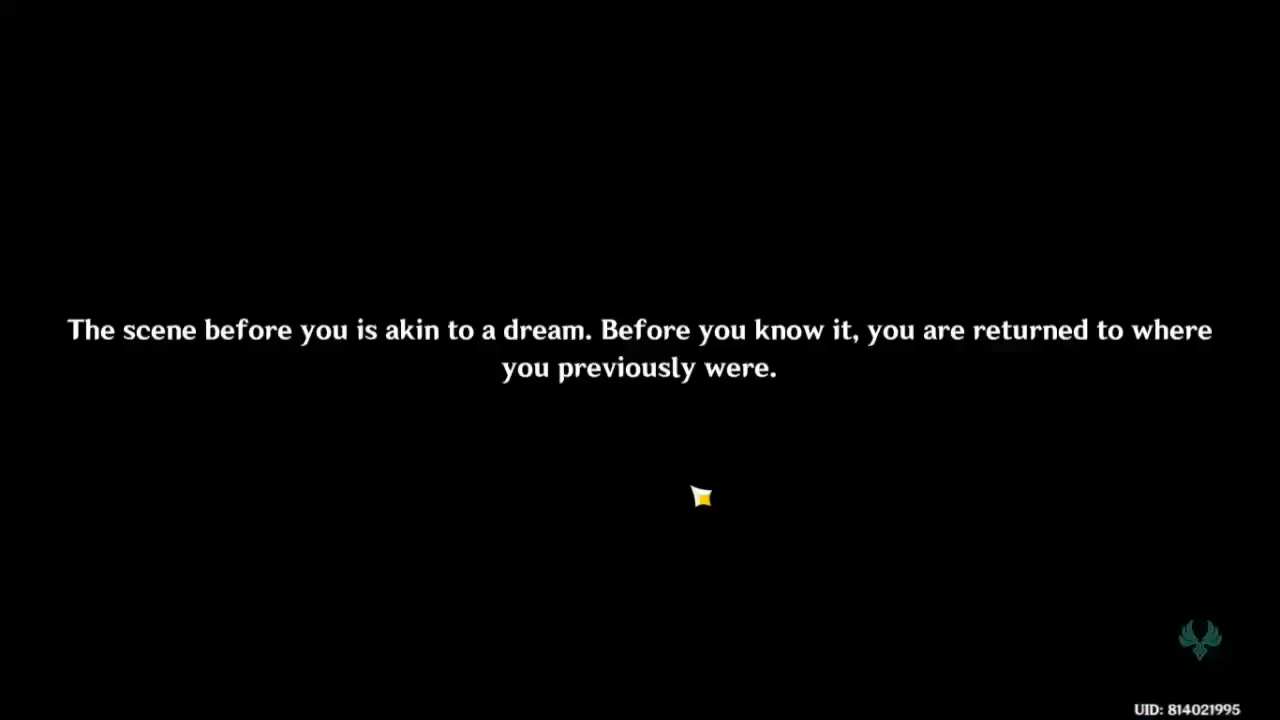 The scene before you is akin to a dream. Before you know it, you are returned to where
you previously were.
UID: 814021995